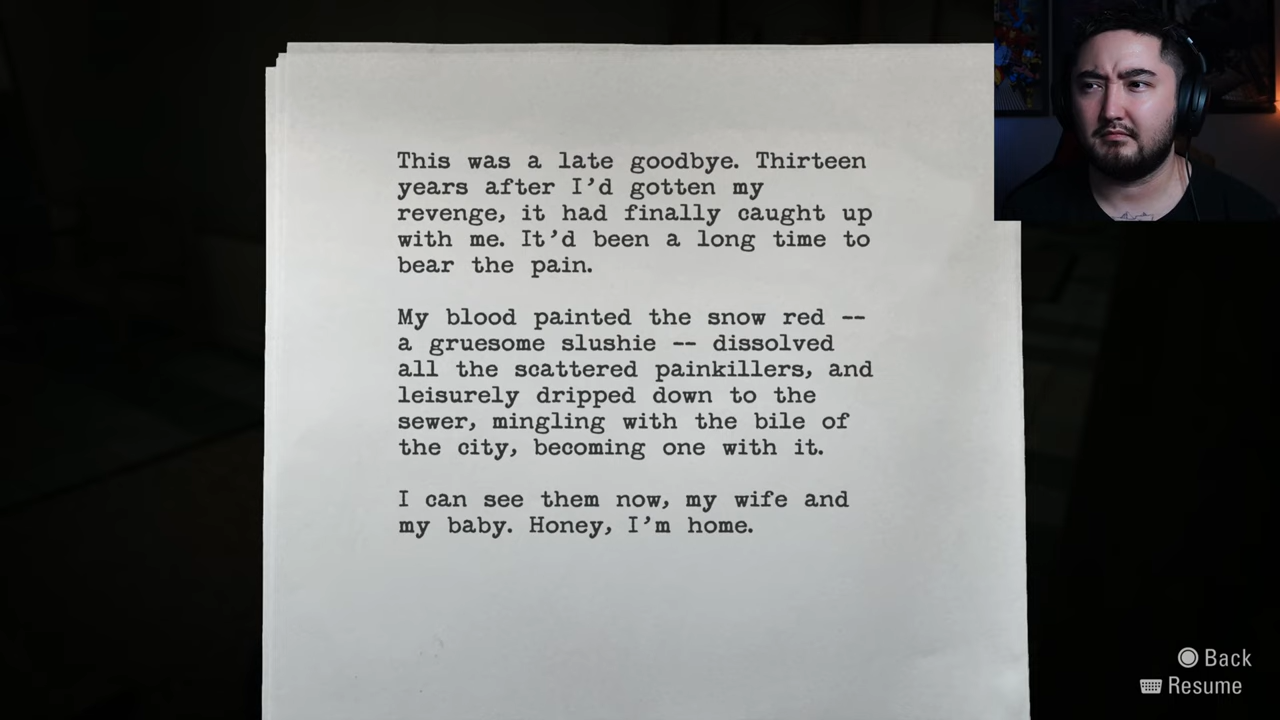 This was a late goodbye. Thirteen
years after I’d gotten my
revenge, it had finally caught up
with me. It’d been a long time to
bear the pain.
My blood painted the snow red --
a gruesome slushie -- dissolved
all the scattered painkillers, and
leisurely dripped down to the
sewer, mingling with the bile of
the city, becoming one with it.
I can see them now, my wife and
my baby. Honey, I’m home.
Back
Resume